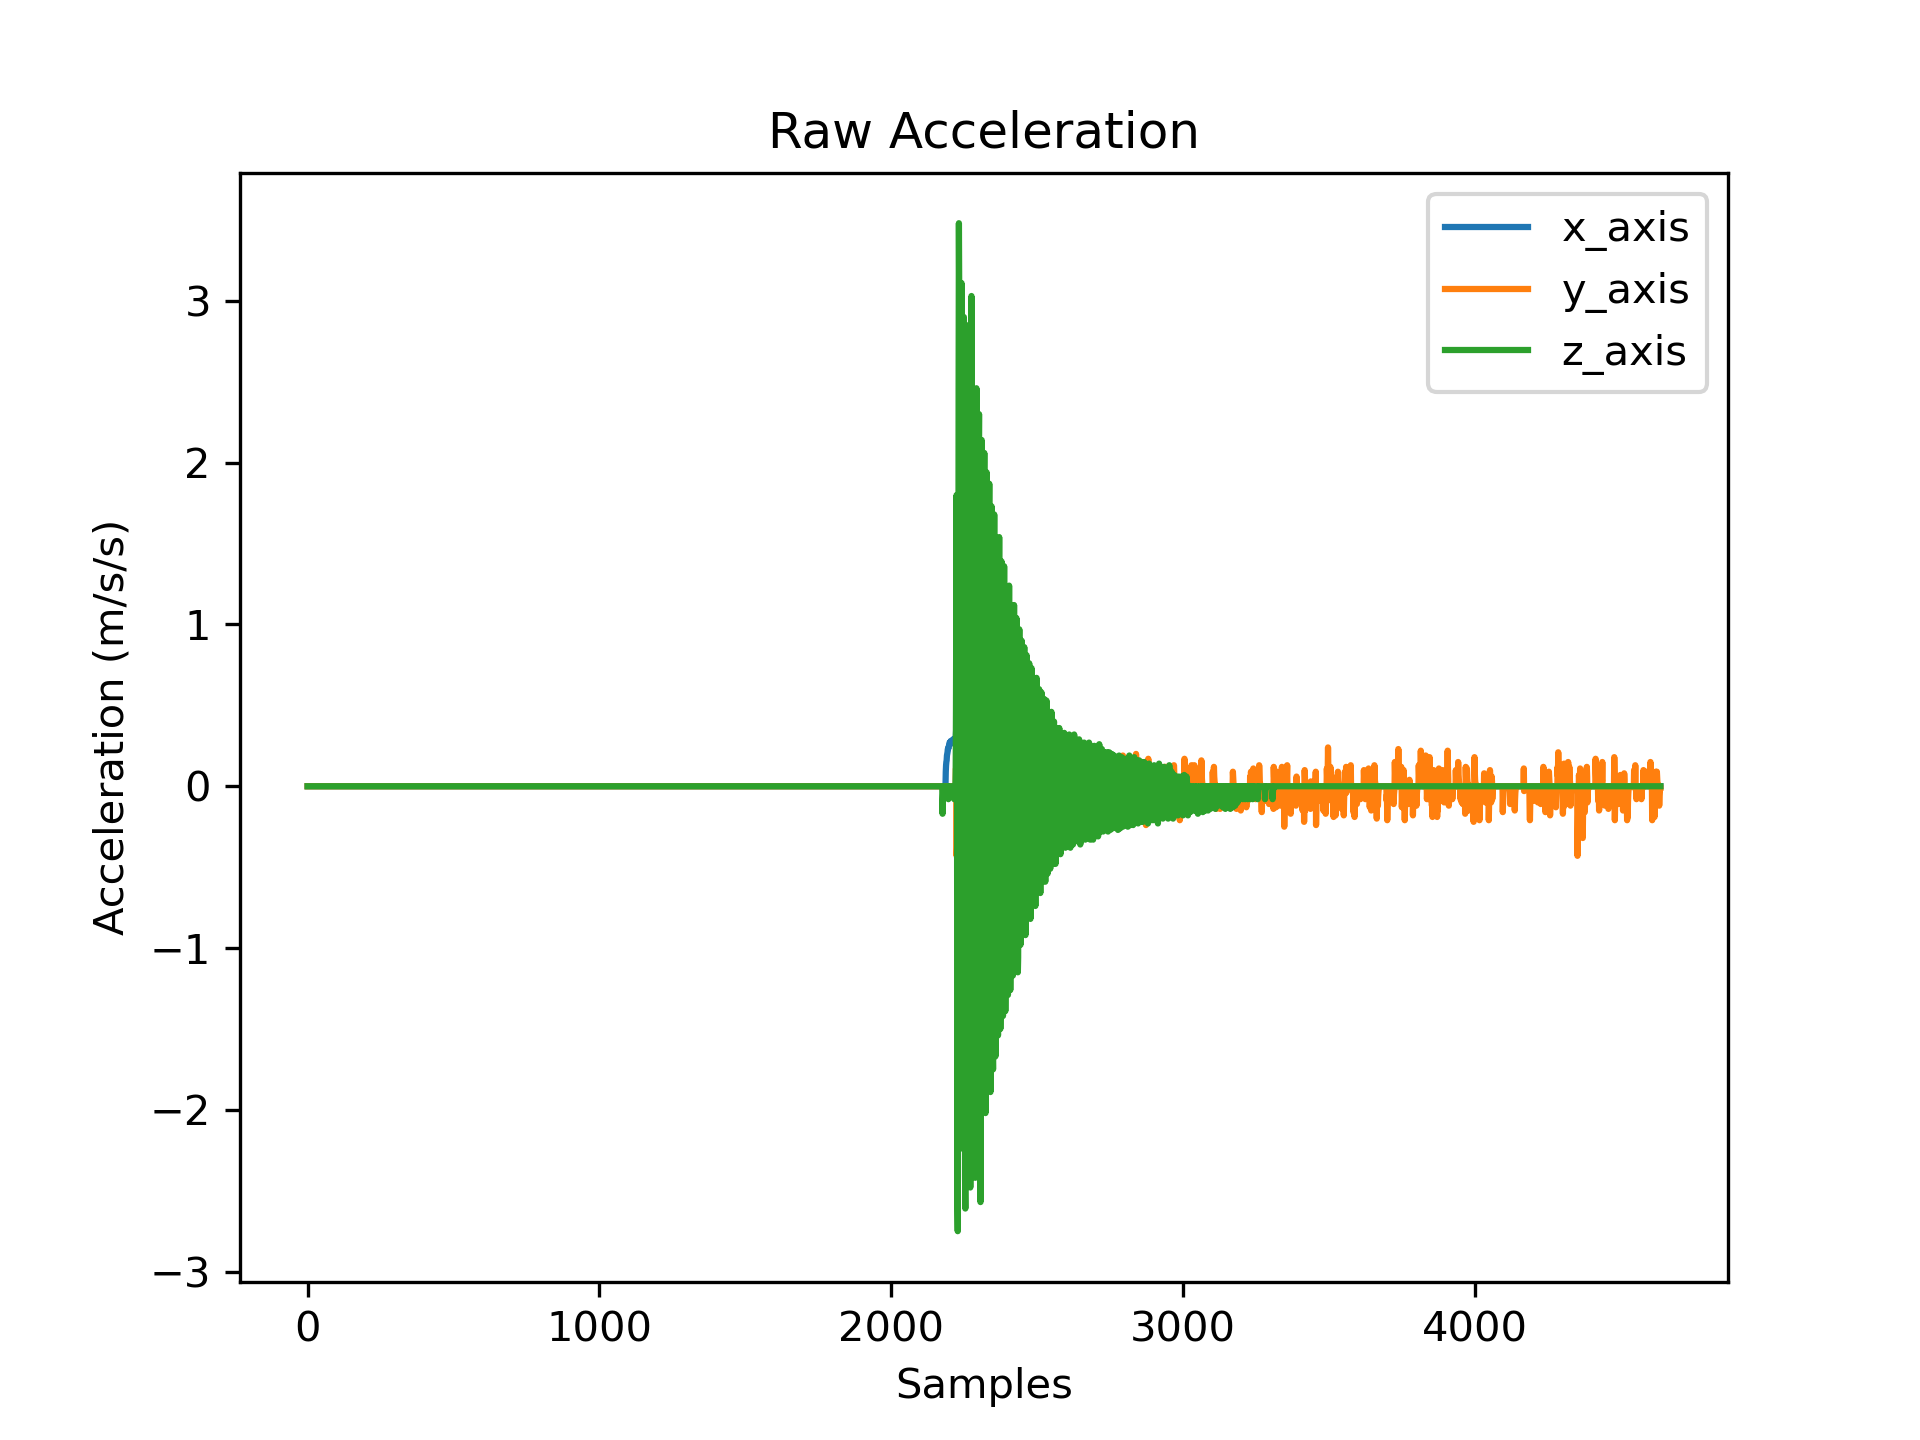 Raw Acceleration
x_axis
y_axis
z_axis
3
2
1
0
−1
−2
−3
Acceleration (m/s/s)
0 1000 2000 3000 4000
Samples